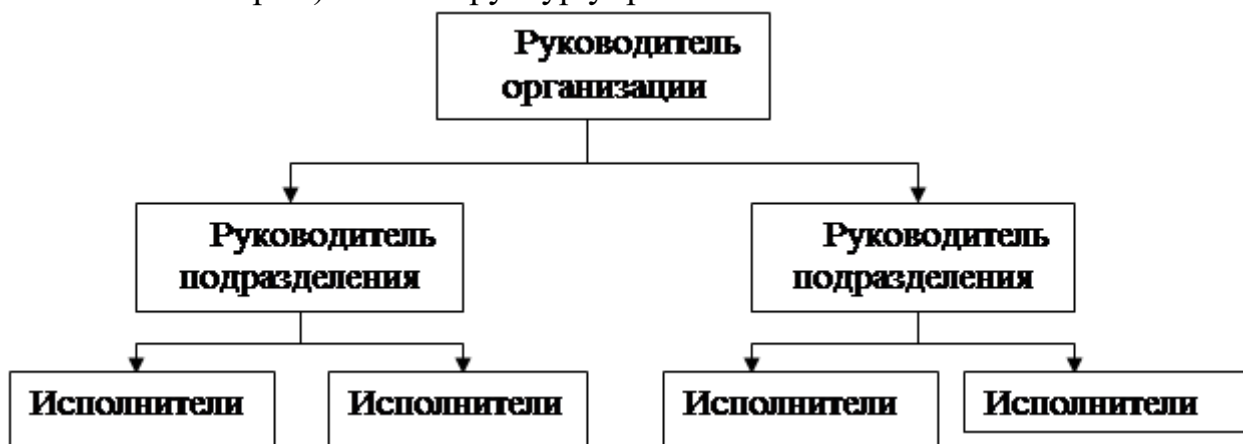 Руководитель
организации
Руководитель
подразделения
Руководитель
подразделения
Исполнители
Исполнители
Исполнители
Исполнители